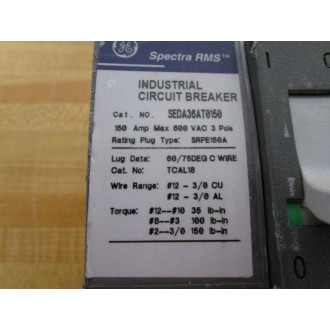 GE
Spectra RMS™
INDUSTRIAL
CIRCUIT BREAKER
Cat. NO. SEDA36AT0150
150 Amp Max 600 VAC 3 Pole
Rating Plug Type: SRPE150A
Lug Data: 60/75DEG C WIRE
Cat. No: TCAL18
Wire Range: #12 - 3/0 CU
#12 - 3/0 AL
Torque: #12--#10 35 lb-in
#8--#3 100 lb-in
#2--3/0 150 lb-in